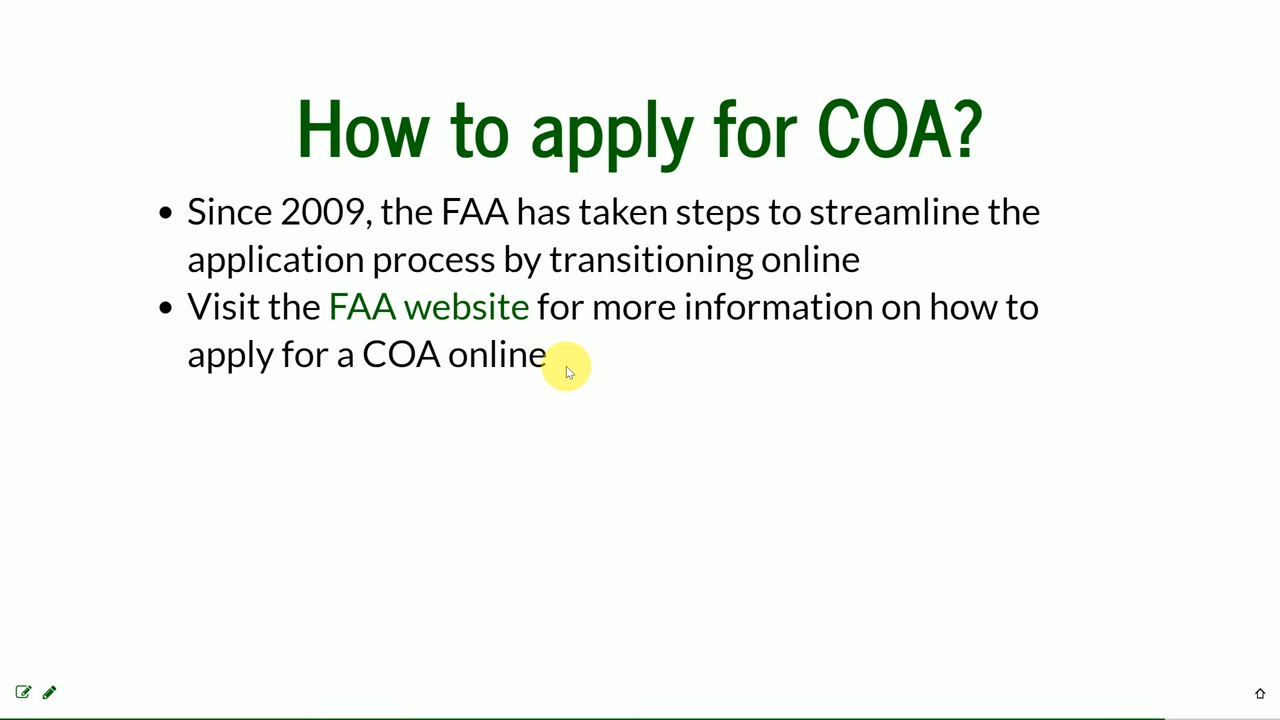 How to apply for COA?
• Since 2009, the FAA has taken steps to streamline the
application process by transitioning online
• Visit the FAA website for more information on how to
apply for a COA online